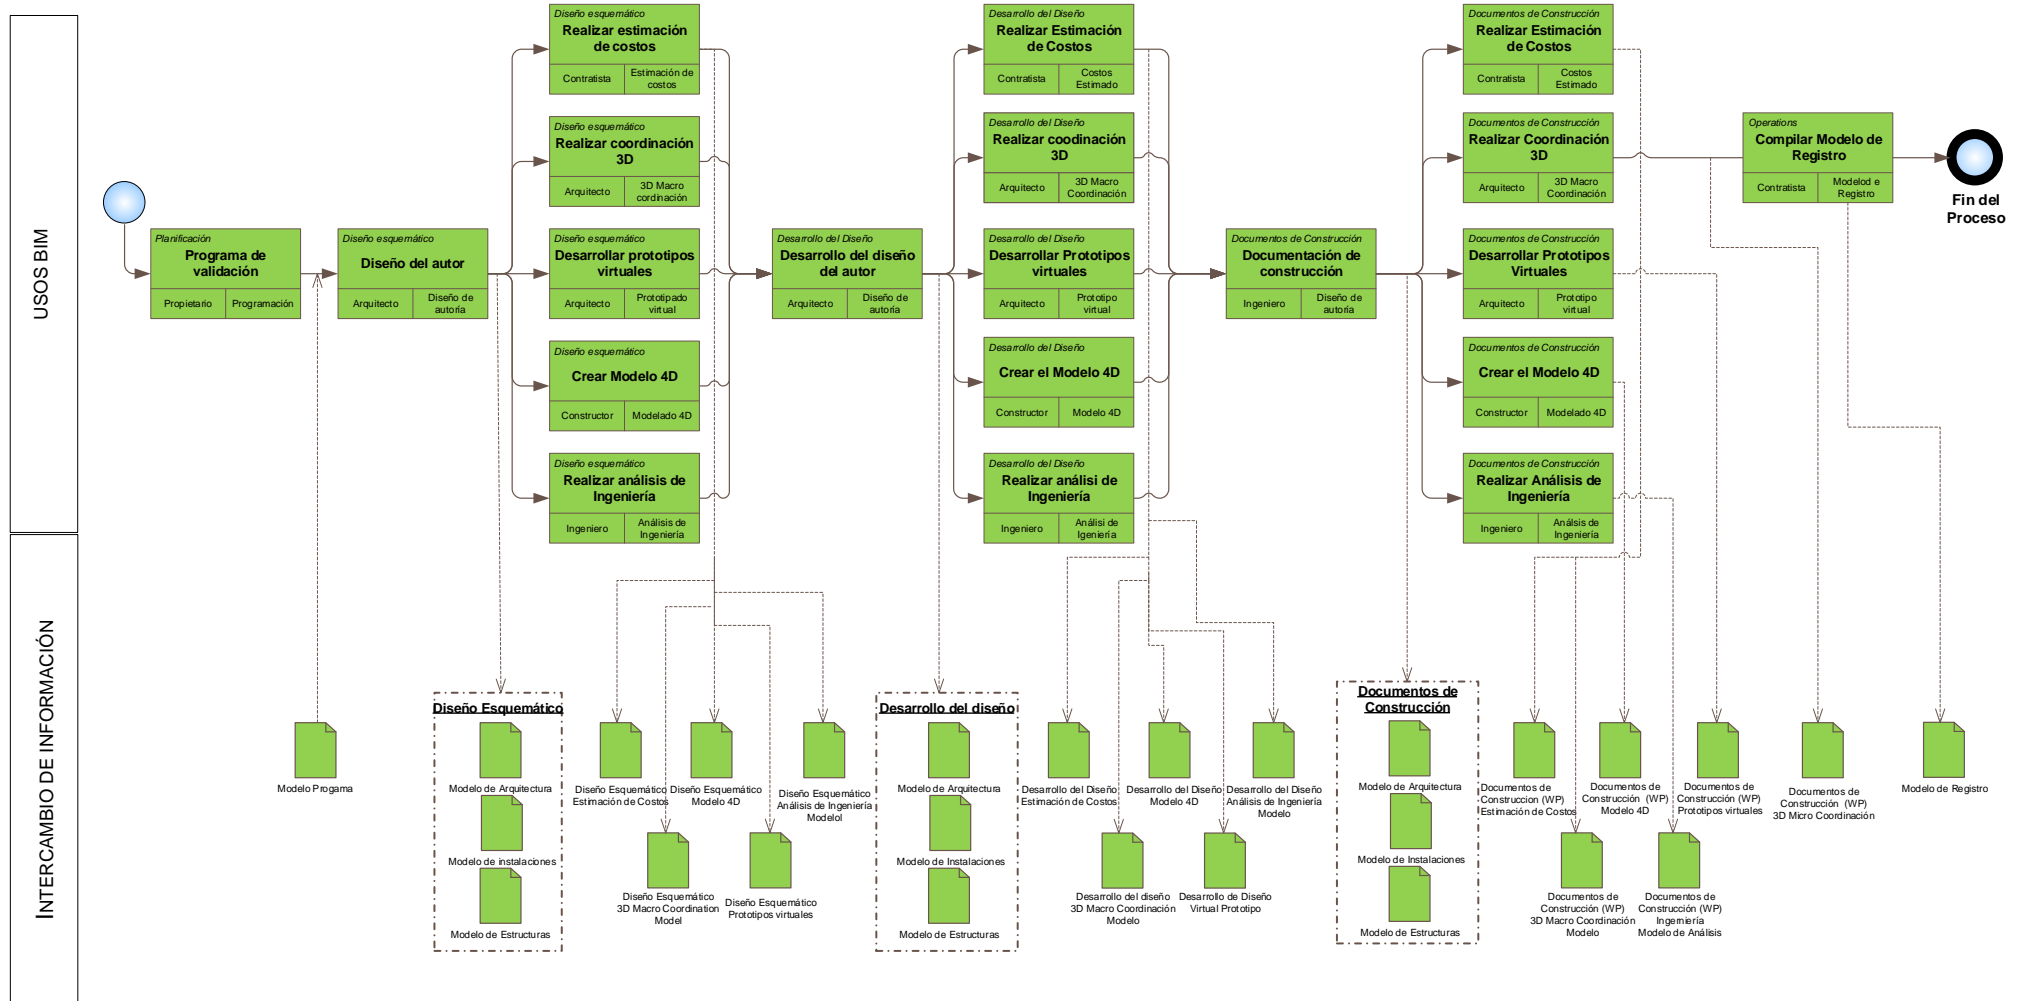 USOS BIM
INTERCAMBIO DE INFORMACIÓN
Planificación
Programa de
validación
Propietario
Programación
Diseño esquemático
Diseño del autor
Arquitecto
Diseño de
autoría
Diseño esquemático
Realizar estimación
de costos
Contratista
Estimación de
costos
Diseño esquemático
Realizar coordinación
3D
Arquitecto
3D Macro
cordinación
Diseño esquemático
Desarrollar prototipos
virtuales
Arquitecto
Prototipado
virtual
Diseño esquemático
Crear Modelo 4D
Constructor
Modelado 4D
Diseño esquemático
Realizar análisis de
Ingeniería
Ingeniero
Análisis de
Ingeniería
Desarrollo del Diseño
Desarrollo del diseño
del autor
Arquitecto
Diseño de
autoría
Desarrollo del Diseño
Realizar Estimación
de Costos
Contratista
Costos
Estimado
Desarrollo del Diseño
Realizar coodinación
3D
Arquitecto
3D Macro
Coordinación
Desarrollo del Diseño
Desarrollar Prototipos
virtuales
Arquitecto
Prototipo
virtual
Desarrollo del Diseño
Crear el Modelo 4D
Constructor
Modelo 4D
Desarrollo del Diseño
Realizar análisi de
Ingeniería
Ingeniero
Análisi de
Igeniería
Documentos de Construcción
Documentación de
construcción
Ingeniero
Diseño de
autoría
Documentos de Construcción
Realizar Estimación
de Costos
Contratista
Costos
Estimado
Documentos de Construcción
Realizar Coordinación
3D
Arquitecto
3D Macro
Coordinación
Documentos de Construcción
Desarrollar Prototipos
Virtuales
Arquitecto
Prototipo
virtual
Documentos de Construcción
Crear el Modelo 4D
Constructor
Modelado 4D
Documentos de Construcción
Realizar Análisis de
Ingeniería
Ingeniero
Análsis de
Ingeniería
Operations
Compilar Modelo de
Registro
Contratista
Modelod e
Registro
Fin del
Proceso
Modelo Progama
Diseño Esquemático
Modelo de Arquitectura
Modelo de instalaciones
Modelo de Estructuras
Diseño Esquemático
Estimación de Costos
Diseño Esquemático
3D Macro Coordination
Model
Diseño Esquemático
Modelo 4D
Diseño Esquemático
Prototipos virtuales
Diseño Esquemático
Análisis de Ingeniería
Modelol
Desarrollo del diseño
Modelo de Arquitectura
Modelo de Instalaciones
Modelo de Estructuras
Desarrollo del Diseño
Estimación de Costos
Desarrollo del diseño
3D Macro Coordinación
Modelo
Desarrollo del Diseño
Modelo 4D
Desarrollo de Diseño
Virtual Prototipo
Desarrollo del Diseño
Análisis de Ingeniería
Modelo
Documentos de
Construcción
Modelo de Arquitectura
Modelo de Instalaciones
Modelo de Estructuras
Documentos de
Construccion (WP)
Estimación de Costos
Documentos de
Construcción (WP)
3D Macro Coordinación
Modelo
Documentos de
Construcción (WP)
Modelo 4D
Documentos de
Construcción (WP)
Ingemiería
Modelo de Análisis
Documentos de
Construcción (WP)
Prototipos virtuales
Documentos de
Construcción (WP)
3D Micro Coordinación
Modelo de Registro